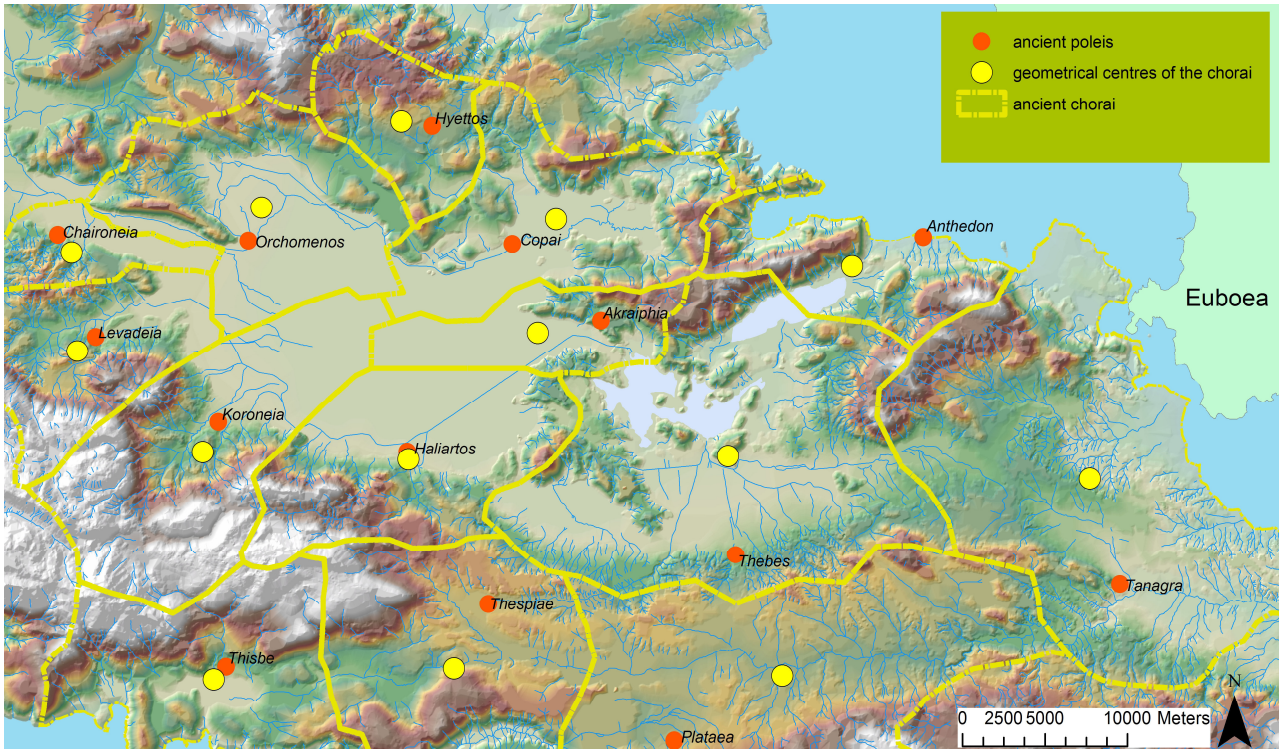 ancient poleis
geometrical centres of the chorai
ancient chorai
Hyettos
Chaironeia
Orchomenos
Copai
Anthedon
Euboea
Akraiphia
Levadeia
Koroneia
Haliartos
Thebes
Tanagra
Thespiae
Thisbe
Plataea
N
0 2500 5000 10000 Meters